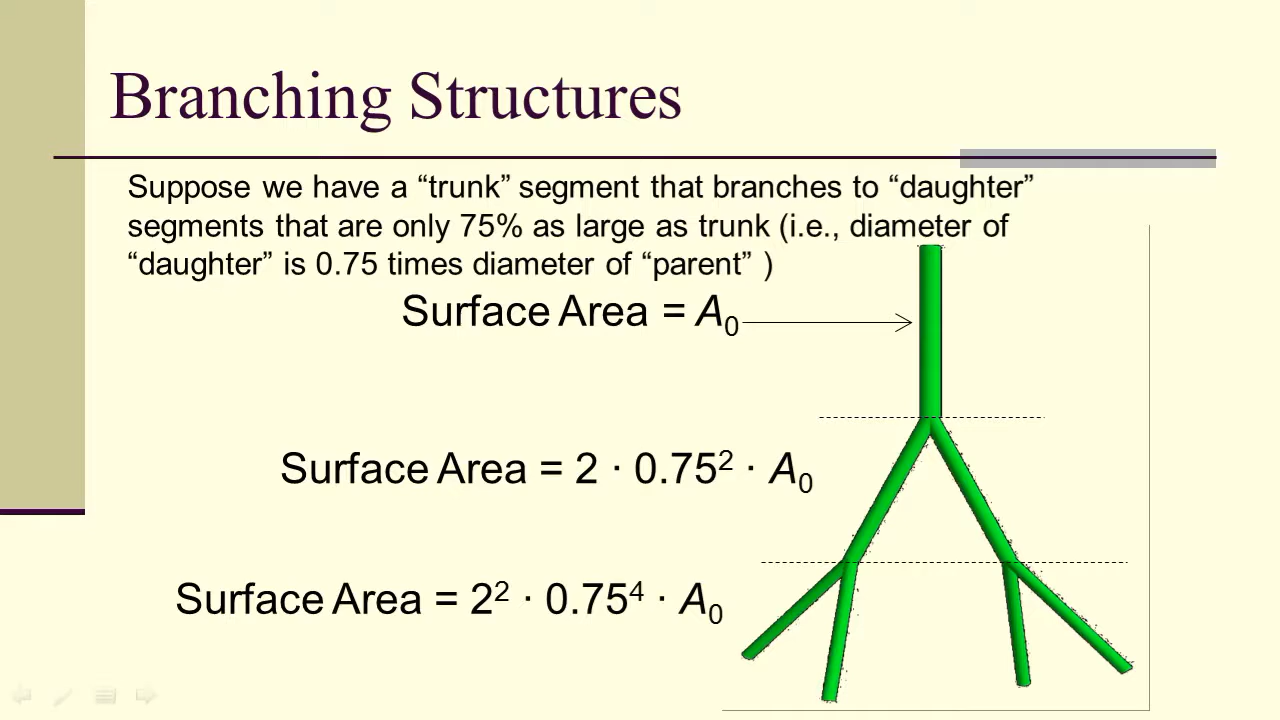 Branching Structures
Suppose we have a “trunk” segment that branches to “daughter”
segments that are only 75% as large as trunk (i.e., diameter of
“daughter” is 0.75 times diameter of “parent” )
Surface Area = A₀
Surface Area = 2 · 0.75² · A₀
Surface Area = 2² · 0.75⁴ · A₀